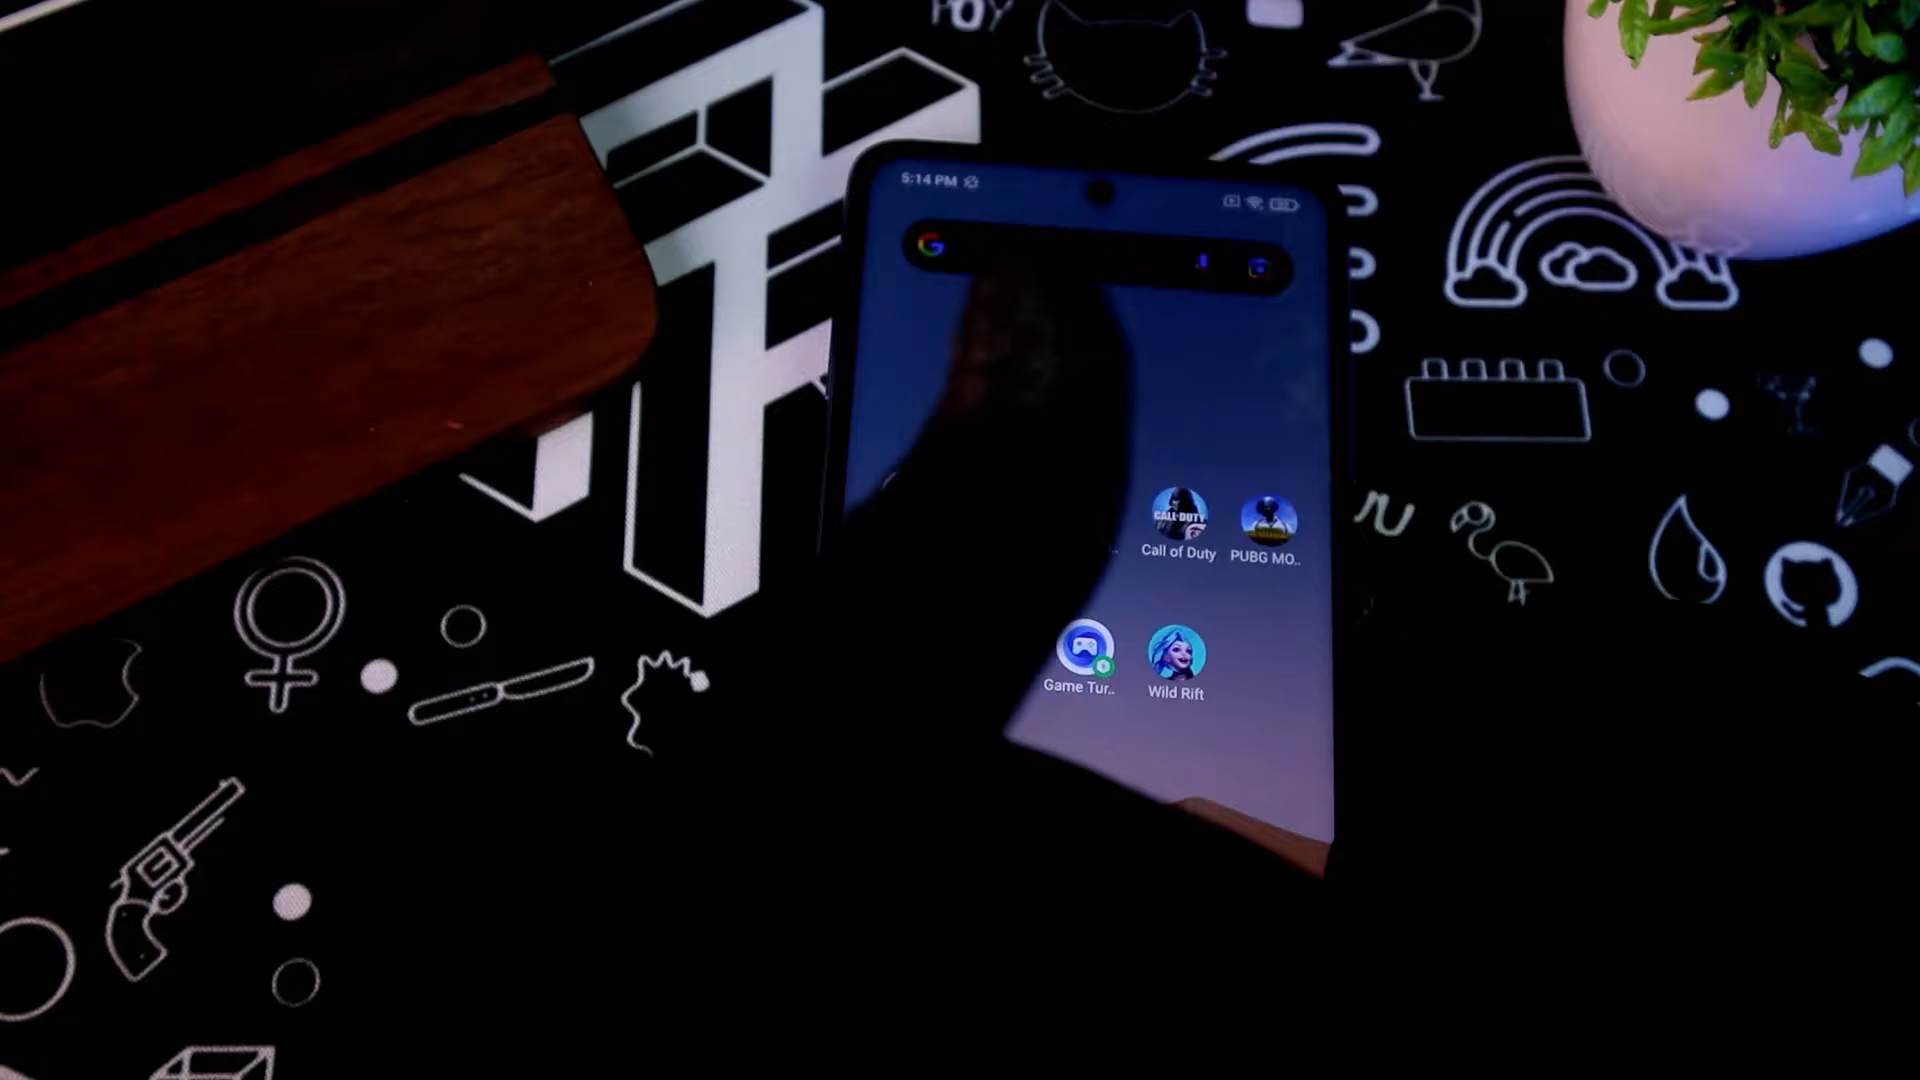 5:14 PM
CALL·DUTY
Call of Duty
PUBG MO..
Game Tur..
Wild Rift